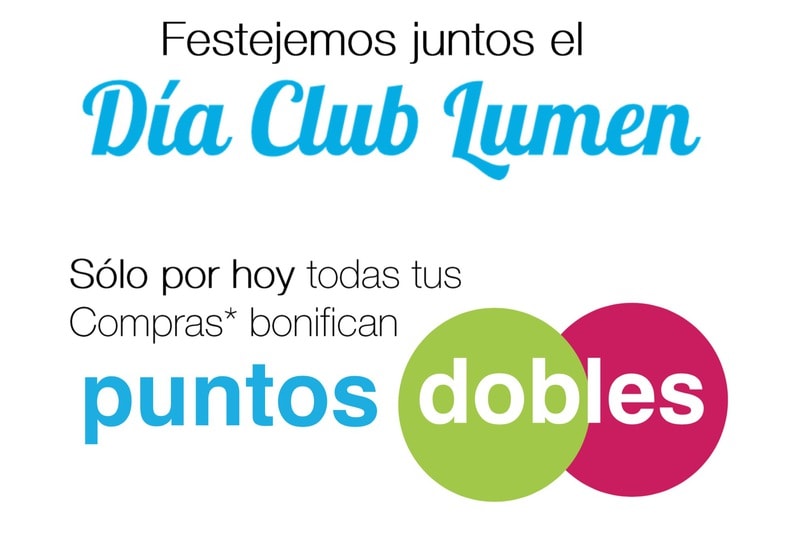 Festejemos juntos el
Día Club Lumen
Sólo por hoy todas tus
Compras* bonifican
puntos dobles